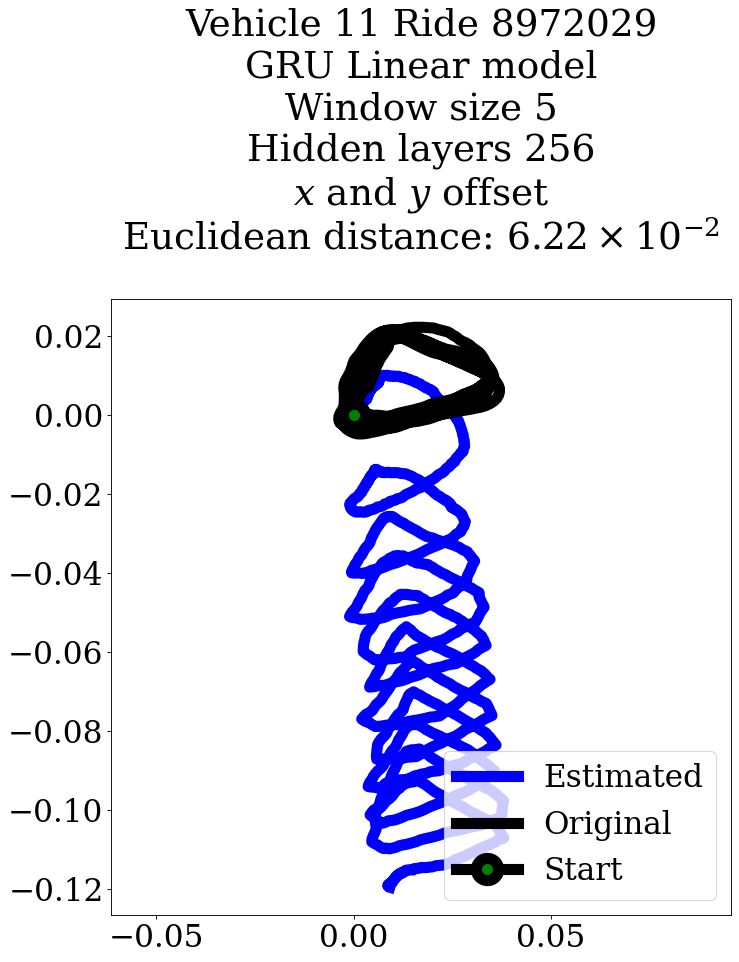 Vehicle 11 Ride 8972029
GRU Linear model
Window size 5
Hidden layers 256
x and y offset
Euclidean distance: 6.22 × 10⁻²
0.02
0.00
−0.02
−0.04
−0.06
−0.08
−0.10
−0.12
−0.05
0.00
0.05
Estimated
Original
Start